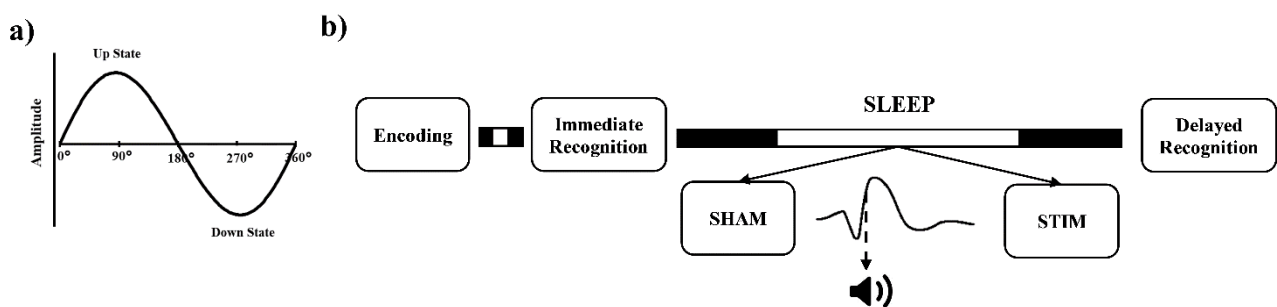 a)
Up State
Amplitude
0° 90° 180° 270° 360°
Down State
b)
Encoding
Immediate
Recognition
SLEEP
Delayed
Recognition
SHAM
STIM